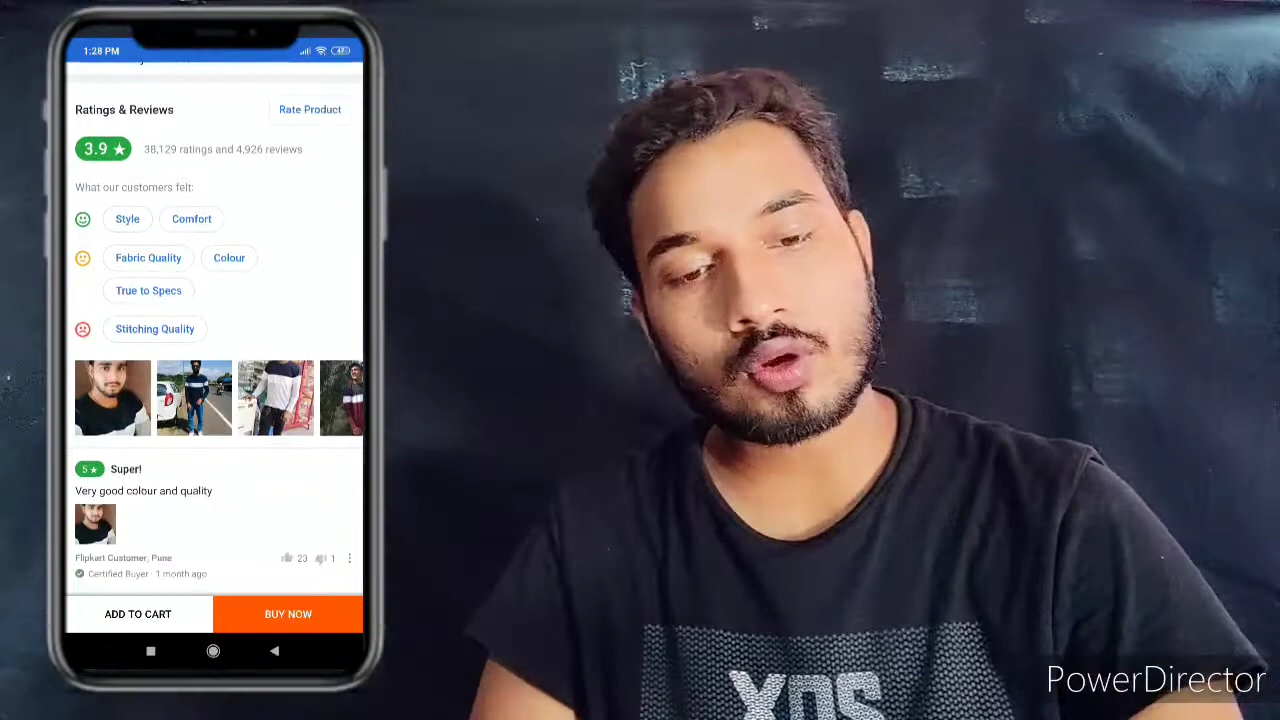 1:28 PM
47
Ratings & Reviews
Rate Product
3.9 ★
38,129 ratings and 4,926 reviews
What our customers felt:
Style
Comfort
Fabric Quality
Colour
True to Specs
Stitching Quality
5 ★ Super!
Very good colour and quality
Flipkart Customer, Pune
23
1
Certified Buyer · 1 month ago
ADD TO CART
BUY NOW
XDS
PowerDirector